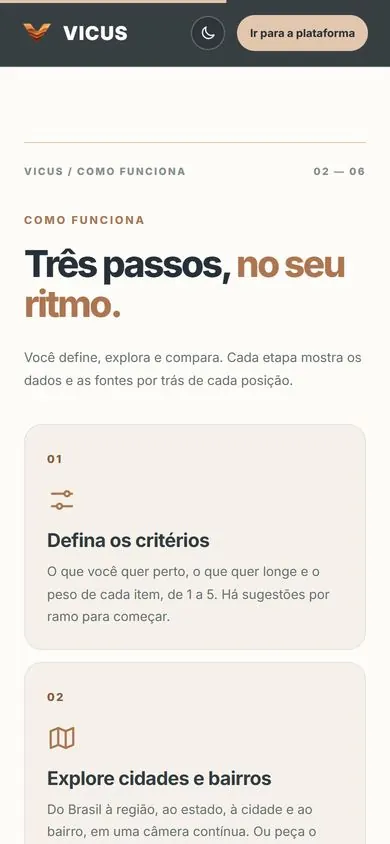 VICUS
Ir para a plataforma
VICUS / COMO FUNCIONA
02 — 06
COMO FUNCIONA
Três passos, no seu
ritmo.
Você define, explora e compara. Cada etapa mostra os
dados e as fontes por trás de cada posição.
01
Defina os critérios
O que você quer perto, o que quer longe e o
peso de cada item, de 1 a 5. Há sugestões por
ramo para começar.
02
Explore cidades e bairros
Do Brasil à região, ao estado, à cidade e ao
bairro, em uma câmera contínua. Ou peça o